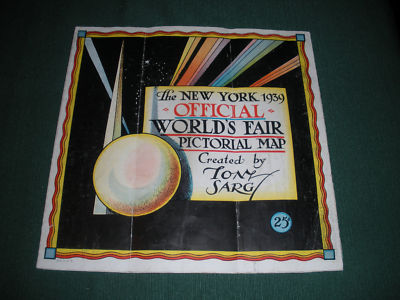 The NEW YORK 1939
OFFICIAL
WORLD'S FAIR
PICTORIAL MAP
Created by
TONY
SARG
25¢